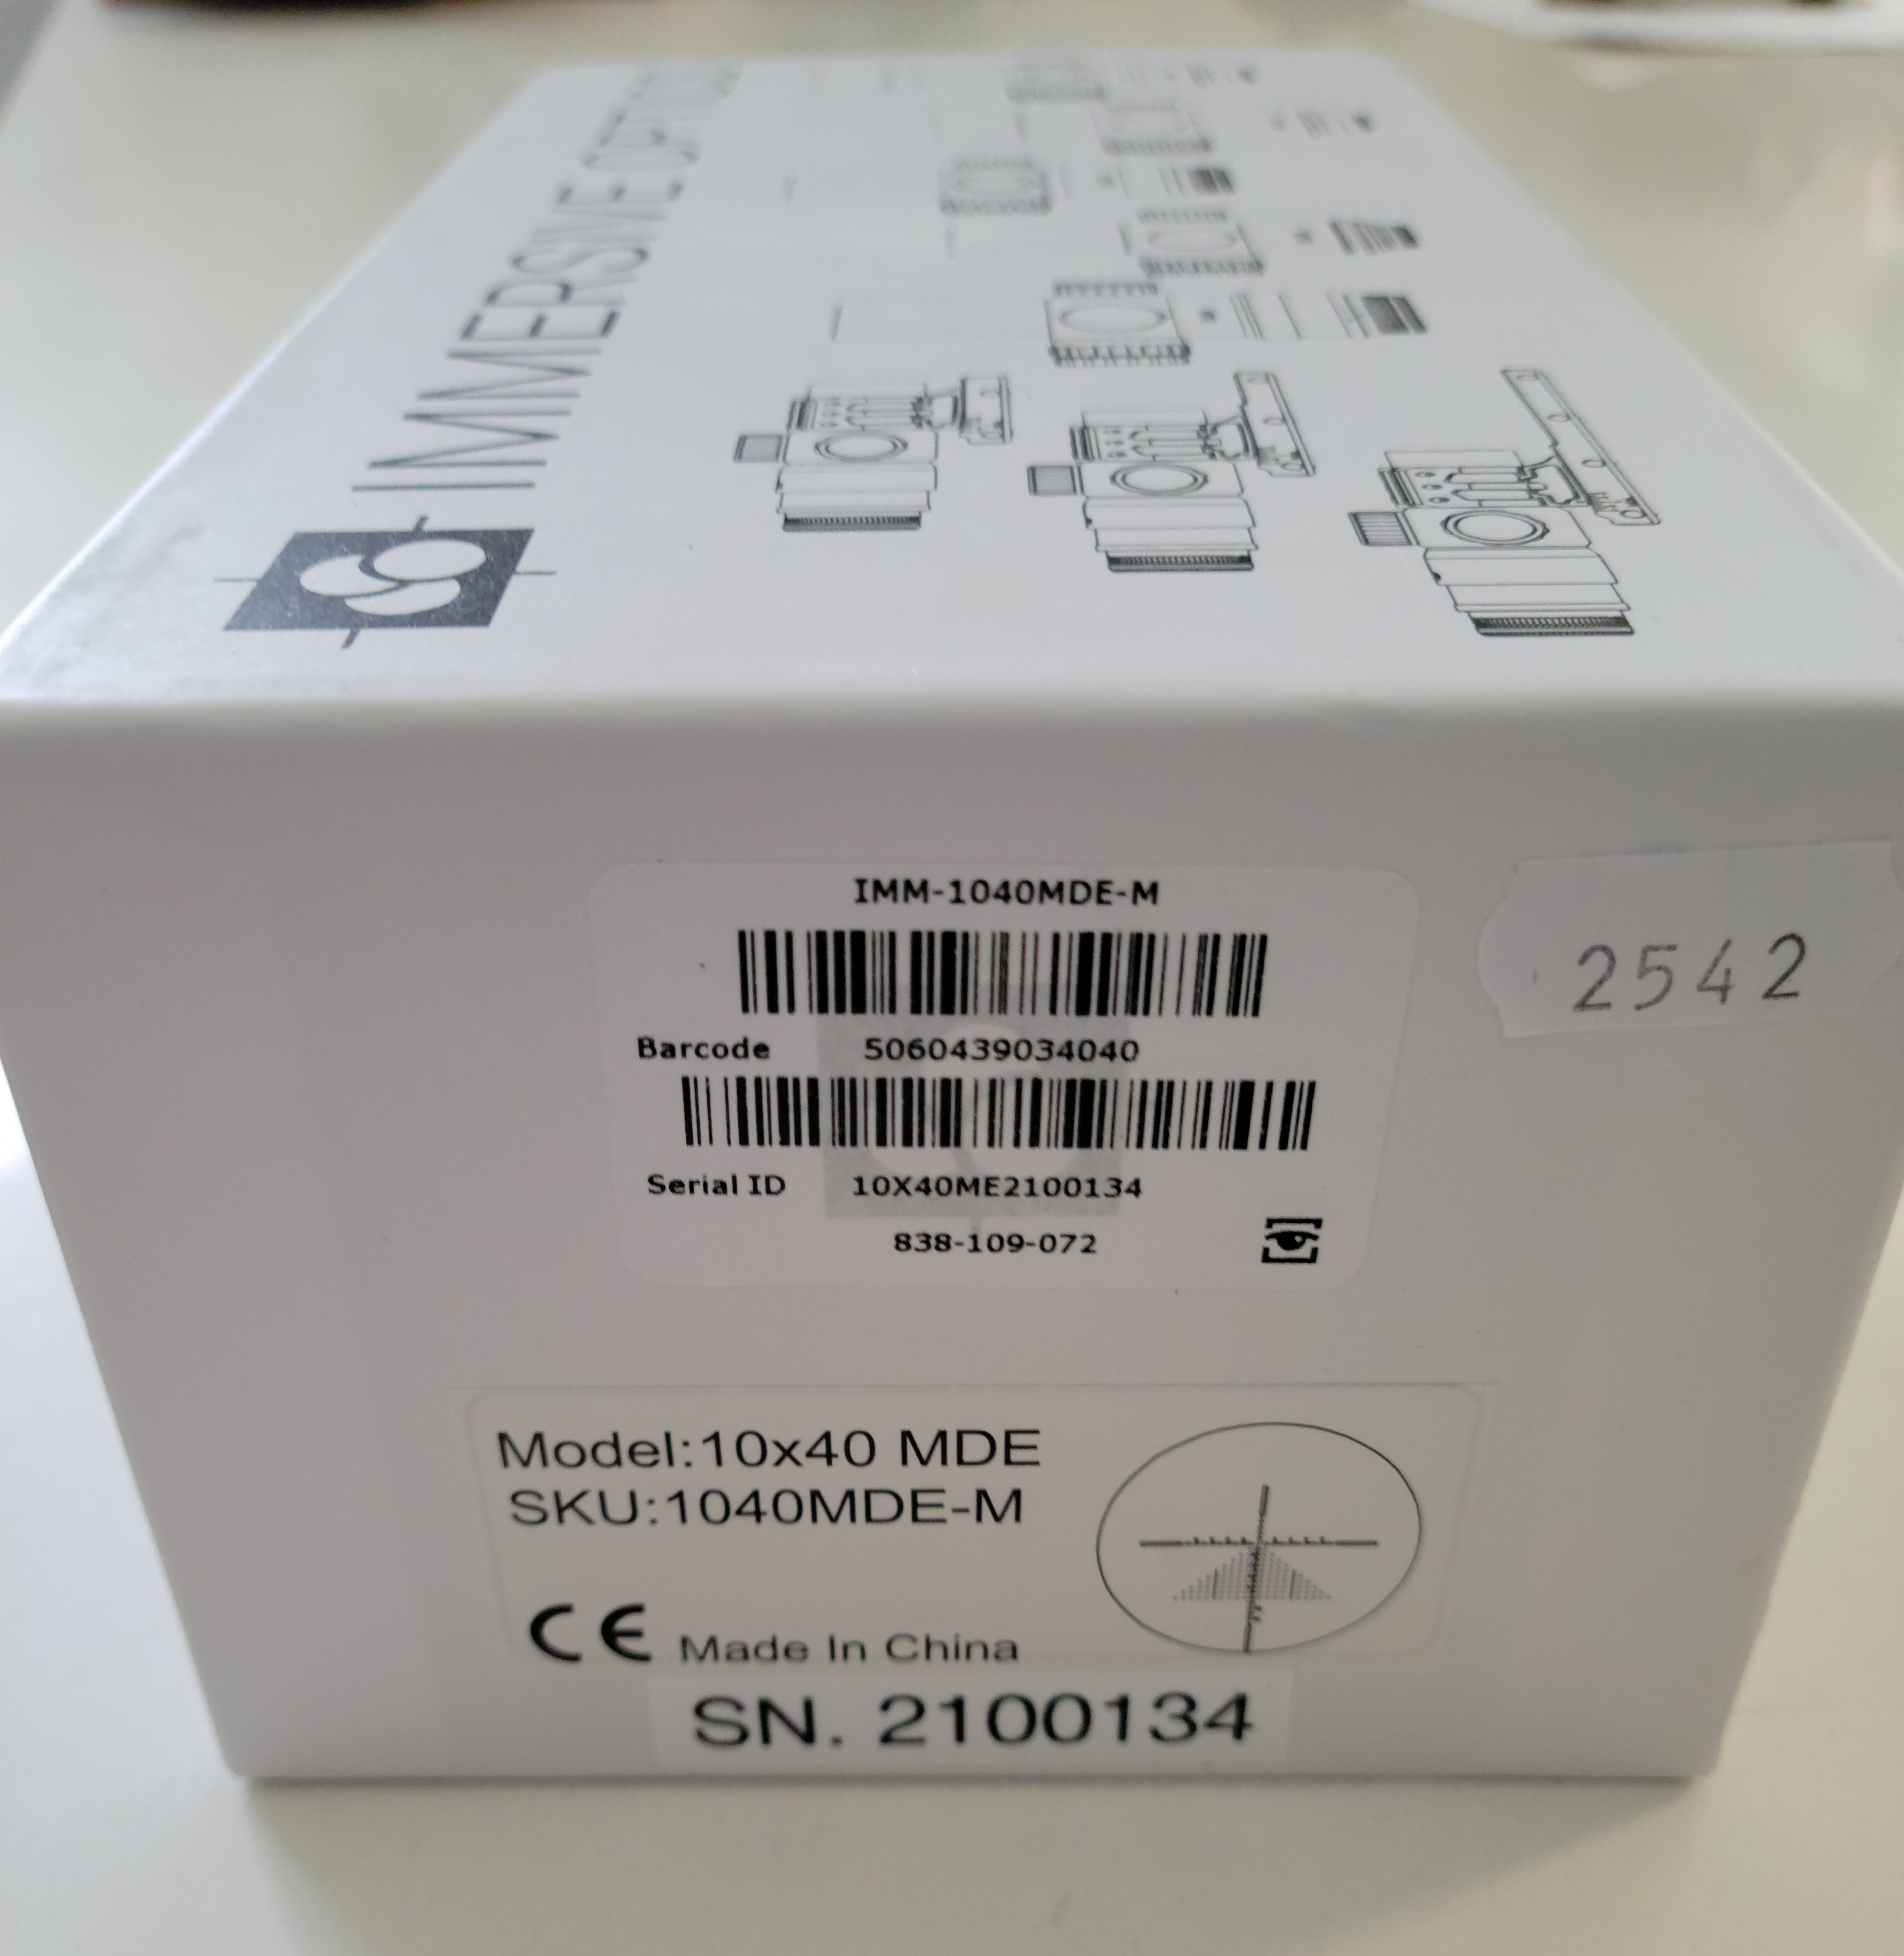 IMMERSIVE OPTICS
IMM-1040MDE-M
2542
Barcode 5060439034040
Serial ID 10X40ME2100134
838-109-072
Model:10x40 MDE
SKU:1040MDE-M
CE Made In China
SN. 2100134